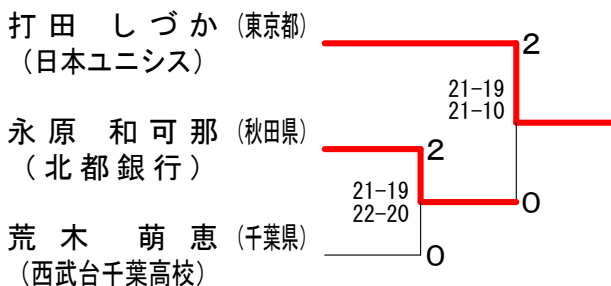 打田 しづか (東京都)
(日本ユニシス)
2
21-19
21-10
永原 和可那 (秋田県)
(北都銀行)
2
0
21-19
22-20
荒木 萌恵 (千葉県)
(西武台千葉高校)
0